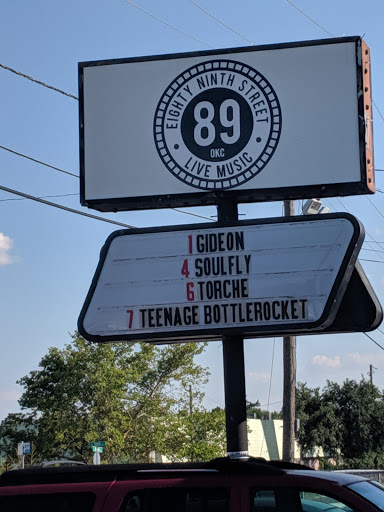 EIGHTY NINTH STREET
89
OKC
• LIVE MUSIC •
1 GIDEON
4 SOULFLY
6 TORCHE
7 TEENAGE BOTTLEROCKET